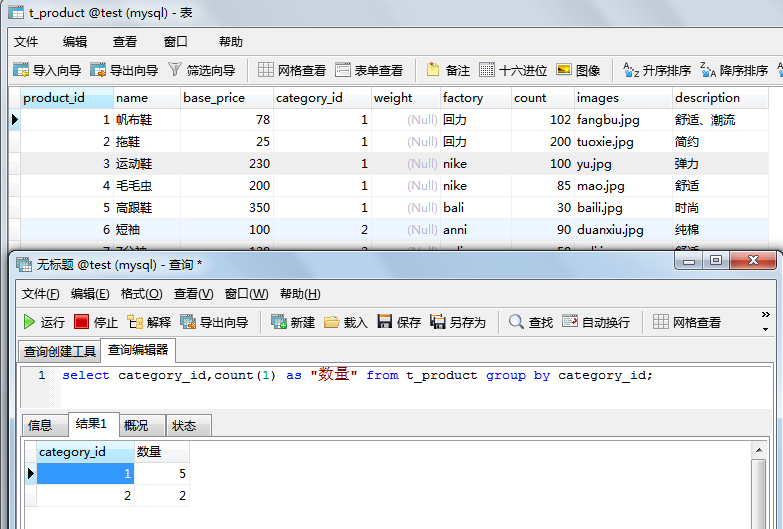 t_product @test (mysql) - 表
文件 编辑 查看 窗口 帮助
导入向导 导出向导 筛选向导 网格查看 表单查看 备注 十六进位 图像 升序排序 降序排序
product_id name base_price category_id weight factory count images description
1 帆布鞋 78 1 (Null) 回力 102 fangbu.jpg 舒适、潮流
2 拖鞋 25 1 (Null) 回力 200 tuoxie.jpg 简约
3 运动鞋 230 1 (Null) nike 100 yu.jpg 弹力
4 毛毛虫 200 1 (Null) nike 85 mao.jpg 舒适
5 高跟鞋 350 1 (Null) bali 30 baili.jpg 时尚
6 短袖 100 2 (Null) anni 90 duanxiu.jpg 纯棉
无标题 @test (mysql) - 查询 *
文件(F) 编辑(E) 格式(O) 查看(V) 窗口(W) 帮助(H)
运行 停止 解释 导出向导 新建 载入 保存 另存为 查找 自动换行 网格查看
查询创建工具 查询编辑器
1 select category_id,count(1) as "数量" from t_product group by category_id;
信息 结果1 概况 状态
category_id 数量
1 5
2 2